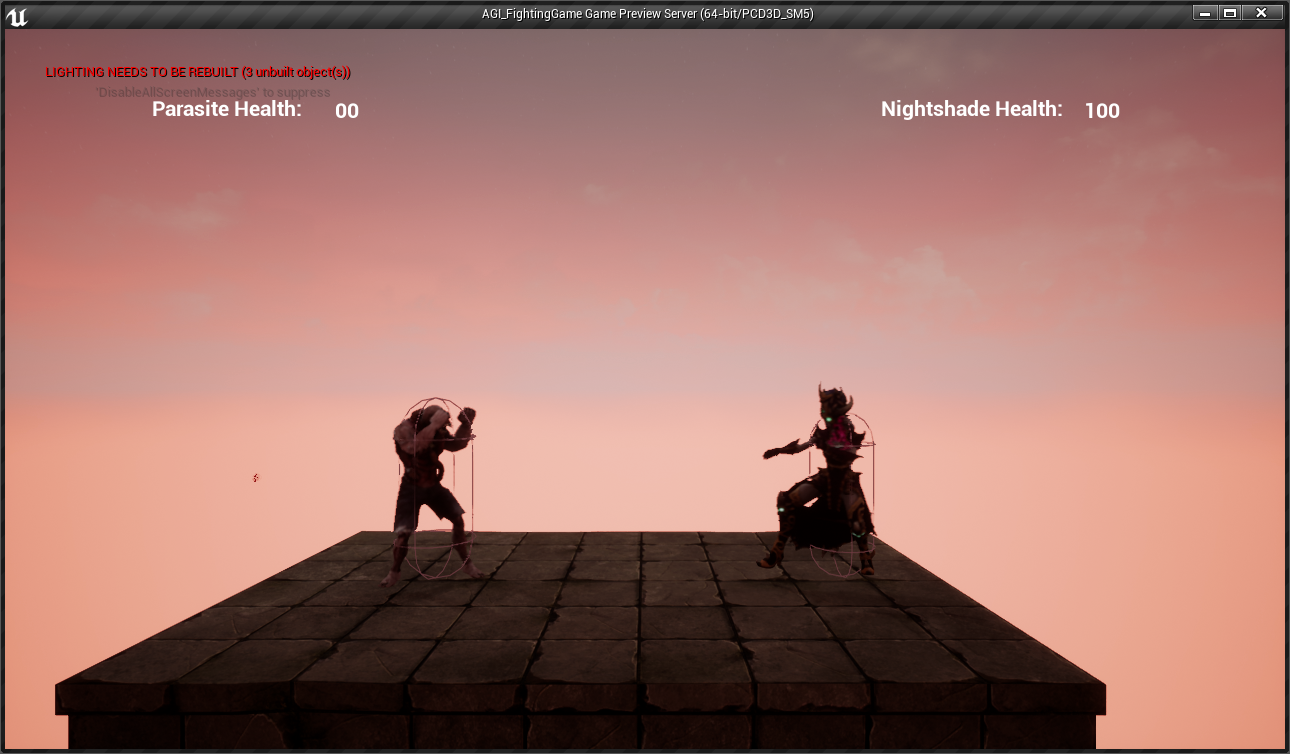 AGI_FightingGame Game Preview Server (64-bit/PCD3D_SM5)
LIGHTING NEEDS TO BE REBUILT (3 unbuilt object(s))
'DisableAllScreenMessages' to suppress
Parasite Health: 00
Nightshade Health: 100